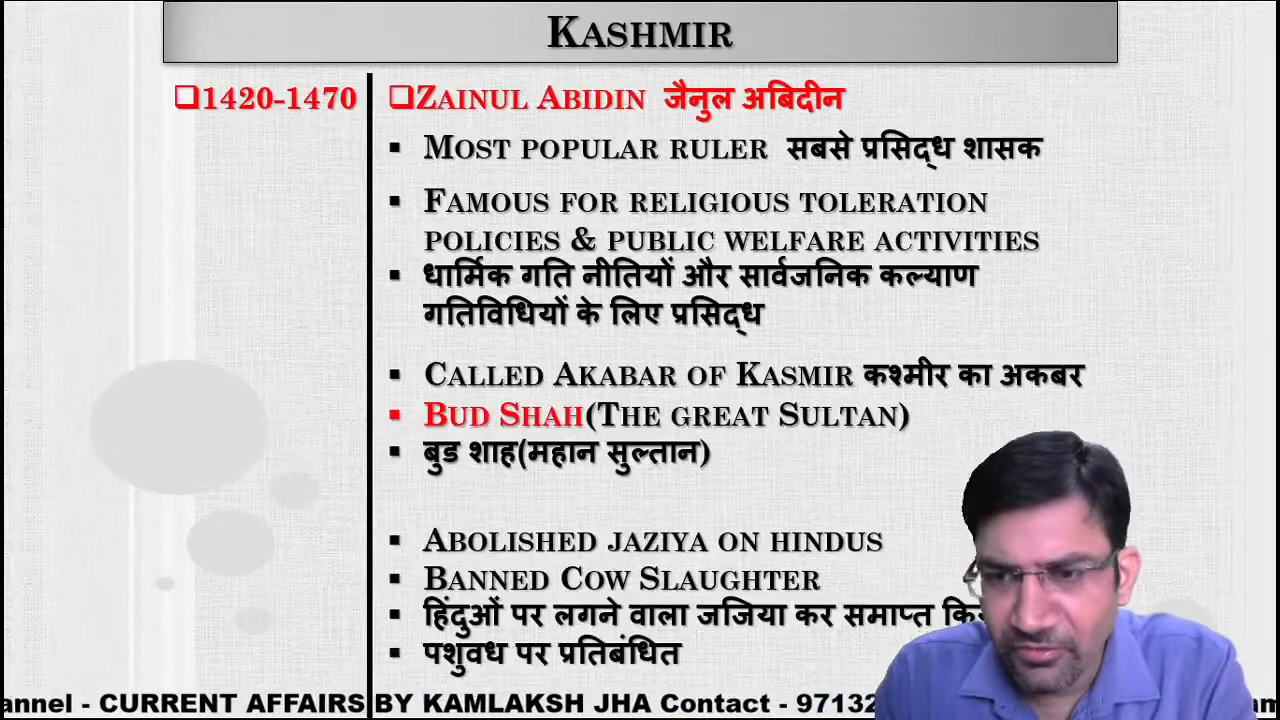 KASHMIR
1420-1470
ZAINUL ABIDIN जैनुल अबिदीन
MOST POPULAR RULER सबसे प्रसिद्ध शासक
FAMOUS FOR RELIGIOUS TOLERATION
POLICIES & PUBLIC WELFARE ACTIVITIES
धार्मिक गति नीतियों और सार्वजनिक कल्याण
गतिविधियों के लिए प्रसिद्ध
CALLED AKABAR OF KASMIR कश्मीर का अकबर
BUD SHAH(THE GREAT SULTAN)
बुड शाह(महान सुल्तान)
ABOLISHED JAZIYA ON HINDUS
BANNED COW SLAUGHTER
हिंदुओं पर लगने वाला जजिया कर समाप्त
पशुवध पर प्रतिबंधित
annel - CURRENT AFFAIRS BY KAMLAKSH JHA Contact - 9713